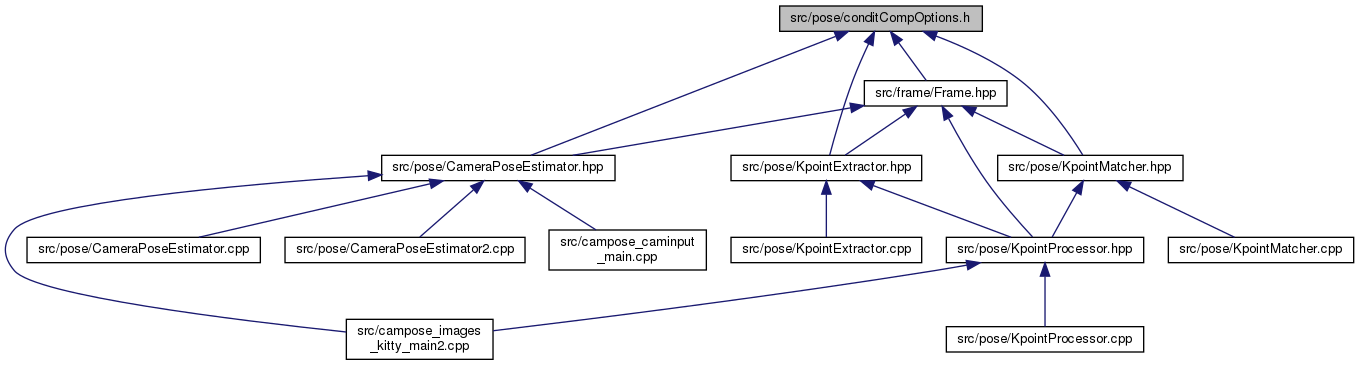 src/pose/conditCompOptions.h
src/frame/Frame.hpp
src/pose/CameraPoseEstimator.hpp
src/pose/KpointExtractor.hpp
src/pose/KpointMatcher.hpp
src/pose/CameraPoseEstimator.cpp
src/pose/CameraPoseEstimator2.cpp
src/campose_caminput
_main.cpp
src/pose/KpointExtractor.cpp
src/pose/KpointProcessor.hpp
src/pose/KpointMatcher.cpp
src/campose_images
_kitty_main2.cpp
src/pose/KpointProcessor.cpp